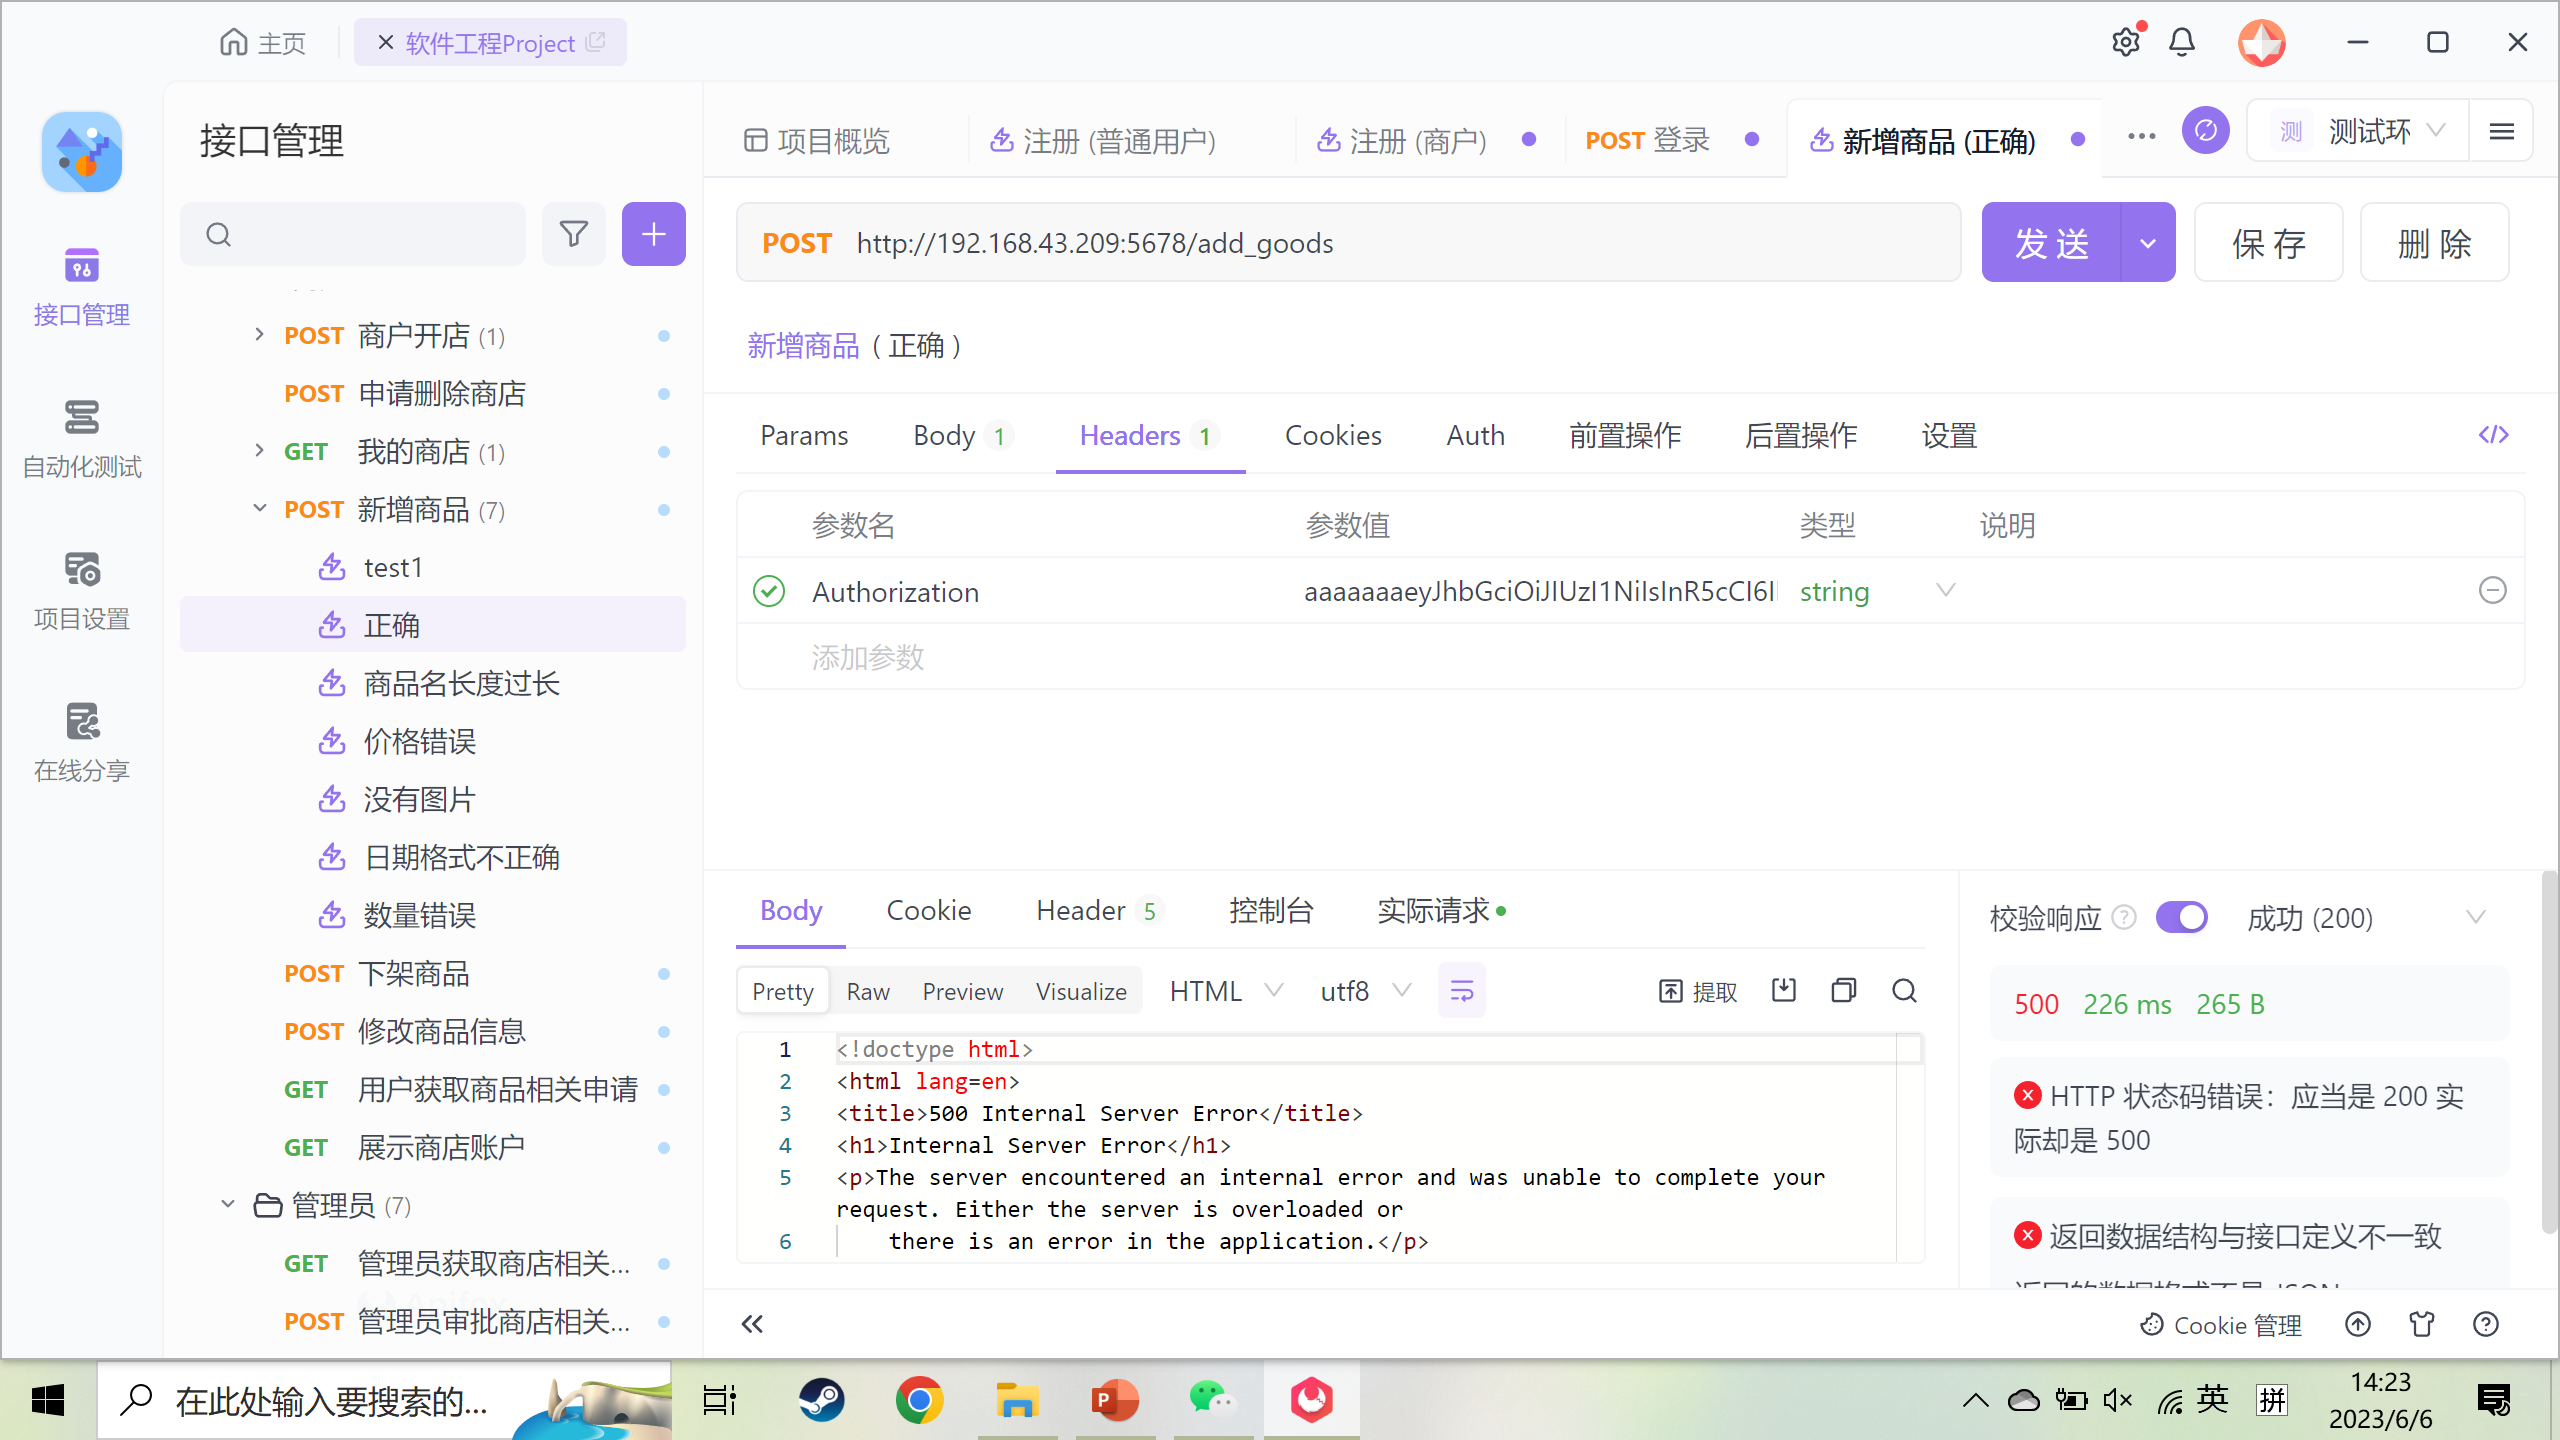 主页
软件工程Project
接口管理
项目概览
注册 (普通用户)
注册 (商户)
POST 登录
新增商品 (正确)
测 测试环
接口管理
自动化测试
项目设置
在线分享
POST 商户开店 (1)
POST 申请删除商店
GET 我的商店 (1)
POST 新增商品 (7)
test1
正确
商品名长度过长
价格错误
没有图片
日期格式不正确
数量错误
POST 下架商品
POST 修改商品信息
GET 用户获取商品相关申请
GET 展示商店账户
管理员 (7)
GET 管理员获取商店相关...
POST 管理员审批商店相关...
POST http://192.168.43.209:5678/add_goods
发 送
保 存
删 除
新增商品 ( 正确 )
Params Body 1 Headers 1 Cookies Auth 前置操作 后置操作 设置
参数名 参数值 类型 说明
Authorization aaaaaaaeyJhbGciOiJIUzI1NiIsInR5cCI6I string
添加参数
Body Cookie Header 5 控制台 实际请求
Pretty Raw Preview Visualize HTML utf8 提取
1 <!doctype html>
2 <html lang=en>
3 <title>500 Internal Server Error</title>
4 <h1>Internal Server Error</h1>
5 <p>The server encountered an internal error and was unable to complete your
request. Either the server is overloaded or
6 there is an error in the application.</p>
校验响应 成功 (200)
500 226 ms 265 B
HTTP 状态码错误：应当是 200 实
际却是 500
返回数据结构与接口定义不一致
Cookie 管理
在此处输入要搜索的...
英 拼
14:23
2023/6/6